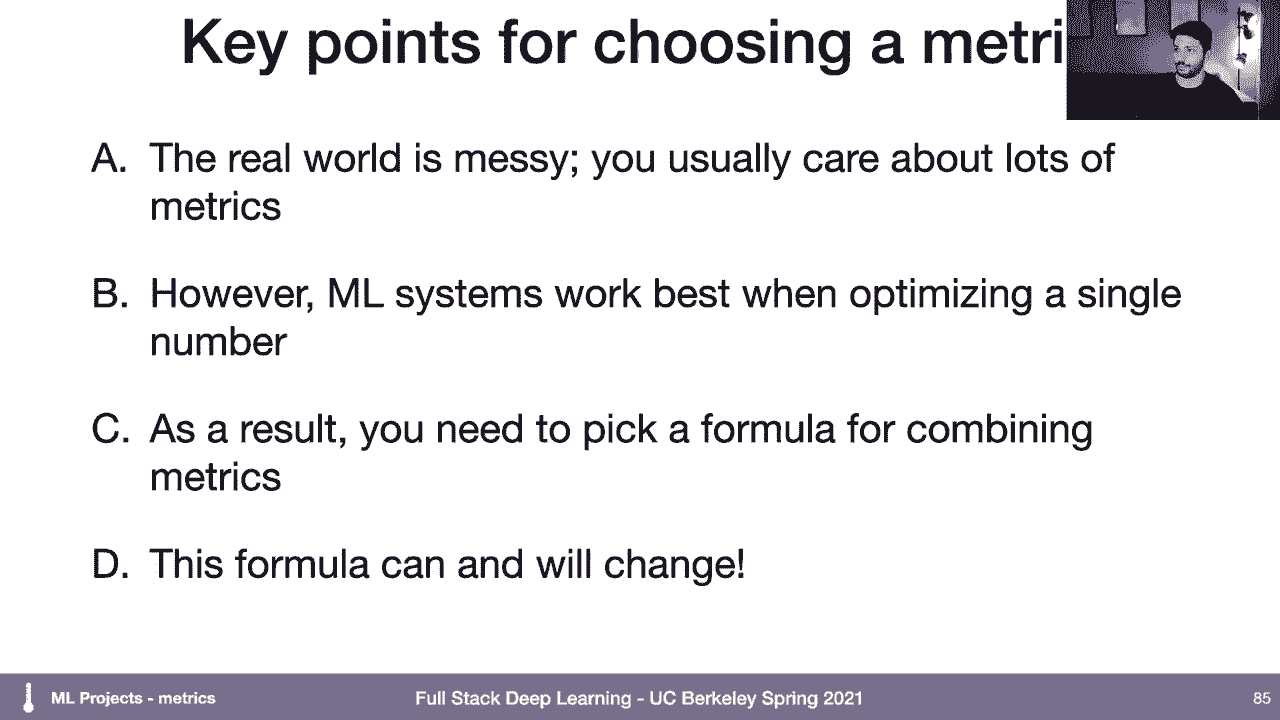 Key points for choosing a metri
A. The real world is messy; you usually care about lots of
metrics
B. However, ML systems work best when optimizing a single
number
C. As a result, you need to pick a formula for combining
metrics
D. This formula can and will change!
ML Projects - metrics
Full Stack Deep Learning - UC Berkeley Spring 2021
85